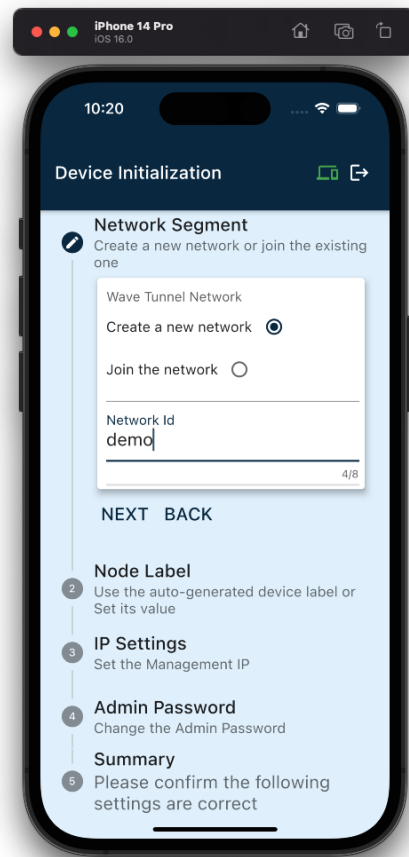 iPhone 14 Pro
iOS 16.0
10:20
Device Initialization
Network Segment
Create a new network or join the existing
one
Wave Tunnel Network
Create a new network
Join the network
Network Id
demo
4/8
NEXT BACK
2
Node Label
Use the auto-generated device label or
Set its value
3
IP Settings
Set the Management IP
4
Admin Password
Change the Admin Password
5
Summary
Please confirm the following
settings are correct